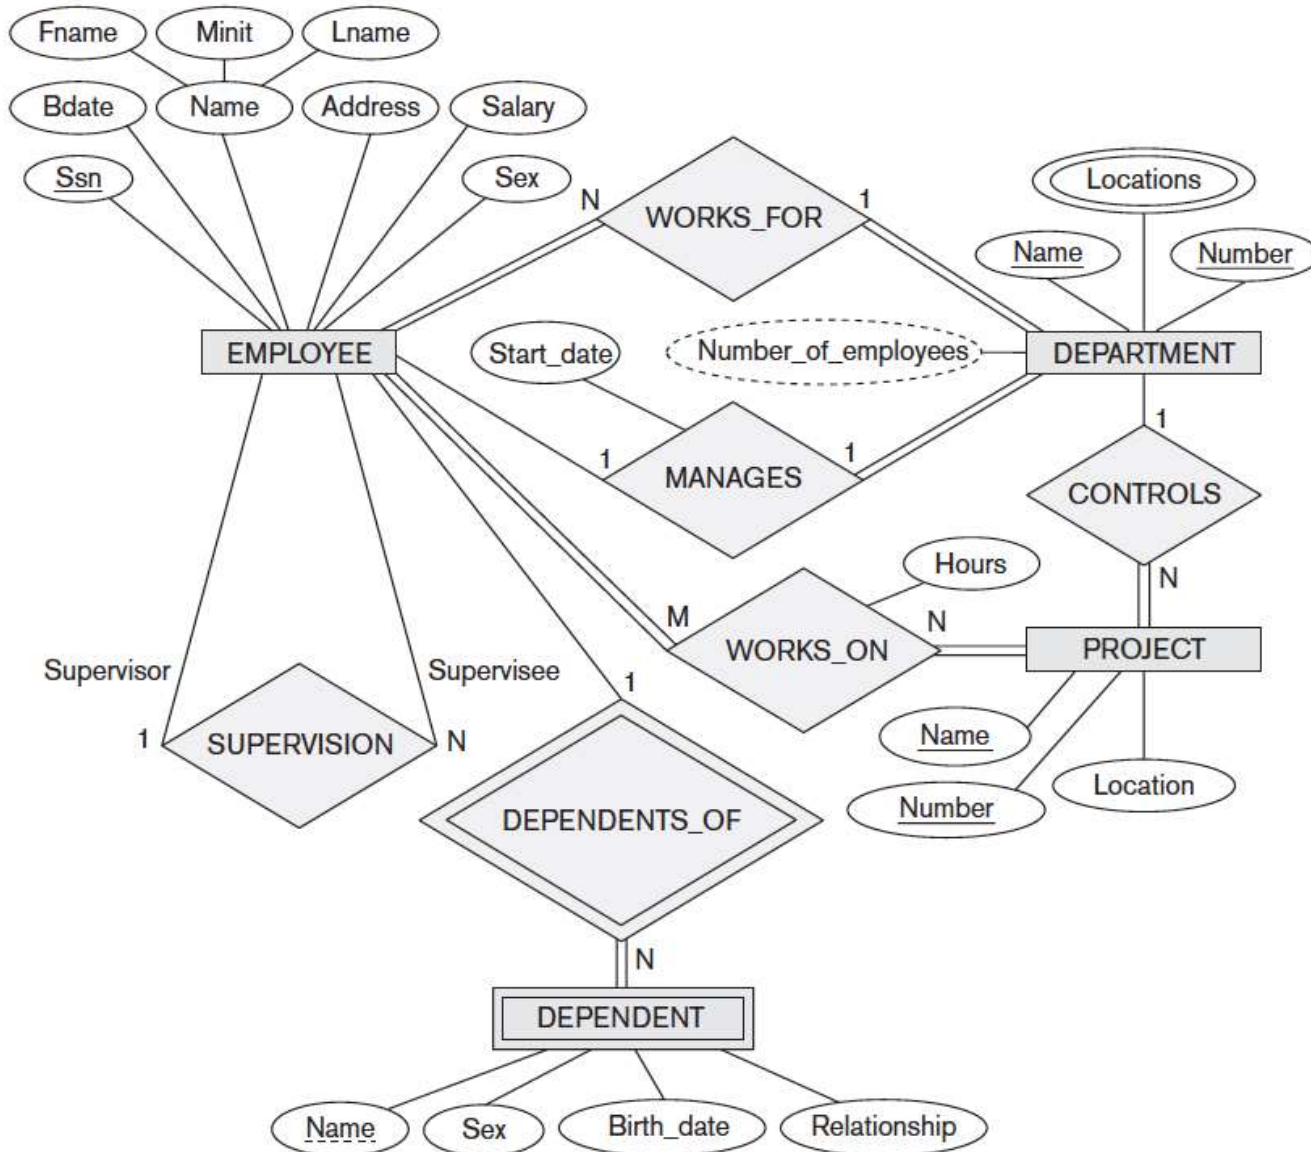 Fname
Minit
Lname
Bdate
Name
Address
Salary
Ssn
Sex
N
WORKS_FOR
1
Locations
Name
Number
EMPLOYEE
Start_date
Number_of_employees
DEPARTMENT
1
MANAGES
1
1
CONTROLS
N
Hours
M
WORKS_ON
N
PROJECT
Supervisor
Supervisee
1
SUPERVISION
N
1
Name
Number
Location
DEPENDENTS_OF
N
DEPENDENT
Name
Sex
Birth_date
Relationship